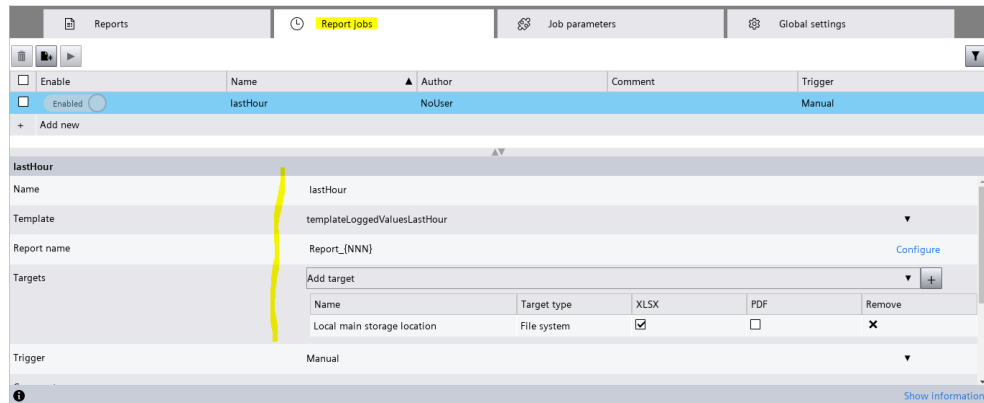 Reports Report jobs Job parameters Global settings
Enable Name Author Comment Trigger
Enabled lastHour NoUser Manual
+ Add new
lastHour
Name lastHour
Template templateLoggedValuesLastHour
Report name Report_{NNN} Configure
Targets Add target
Name Target type XLSX PDF Remove
Local main storage location File system
Trigger Manual
Show information